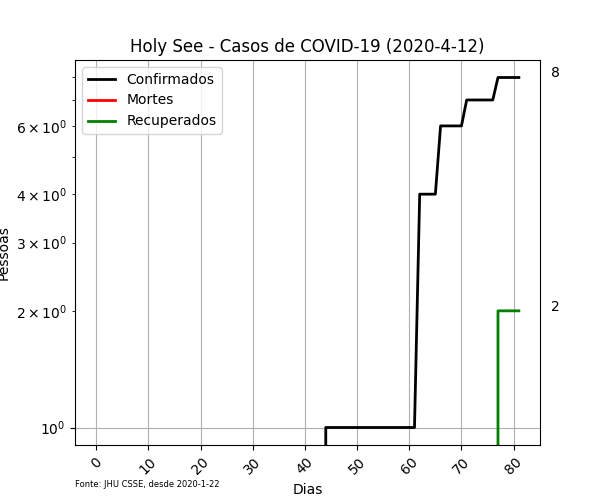 Holy See - Casos de COVID-19 (2020-4-12)
Confirmados
Mortes
Recuperados
8
6 × 10⁰
4 × 10⁰
3 × 10⁰
2 × 10⁰
2
10⁰
Pessoas
0 10 20 30 40 50 60 70 80
Fonte: JHU CSSE, desde 2020-1-22
Dias